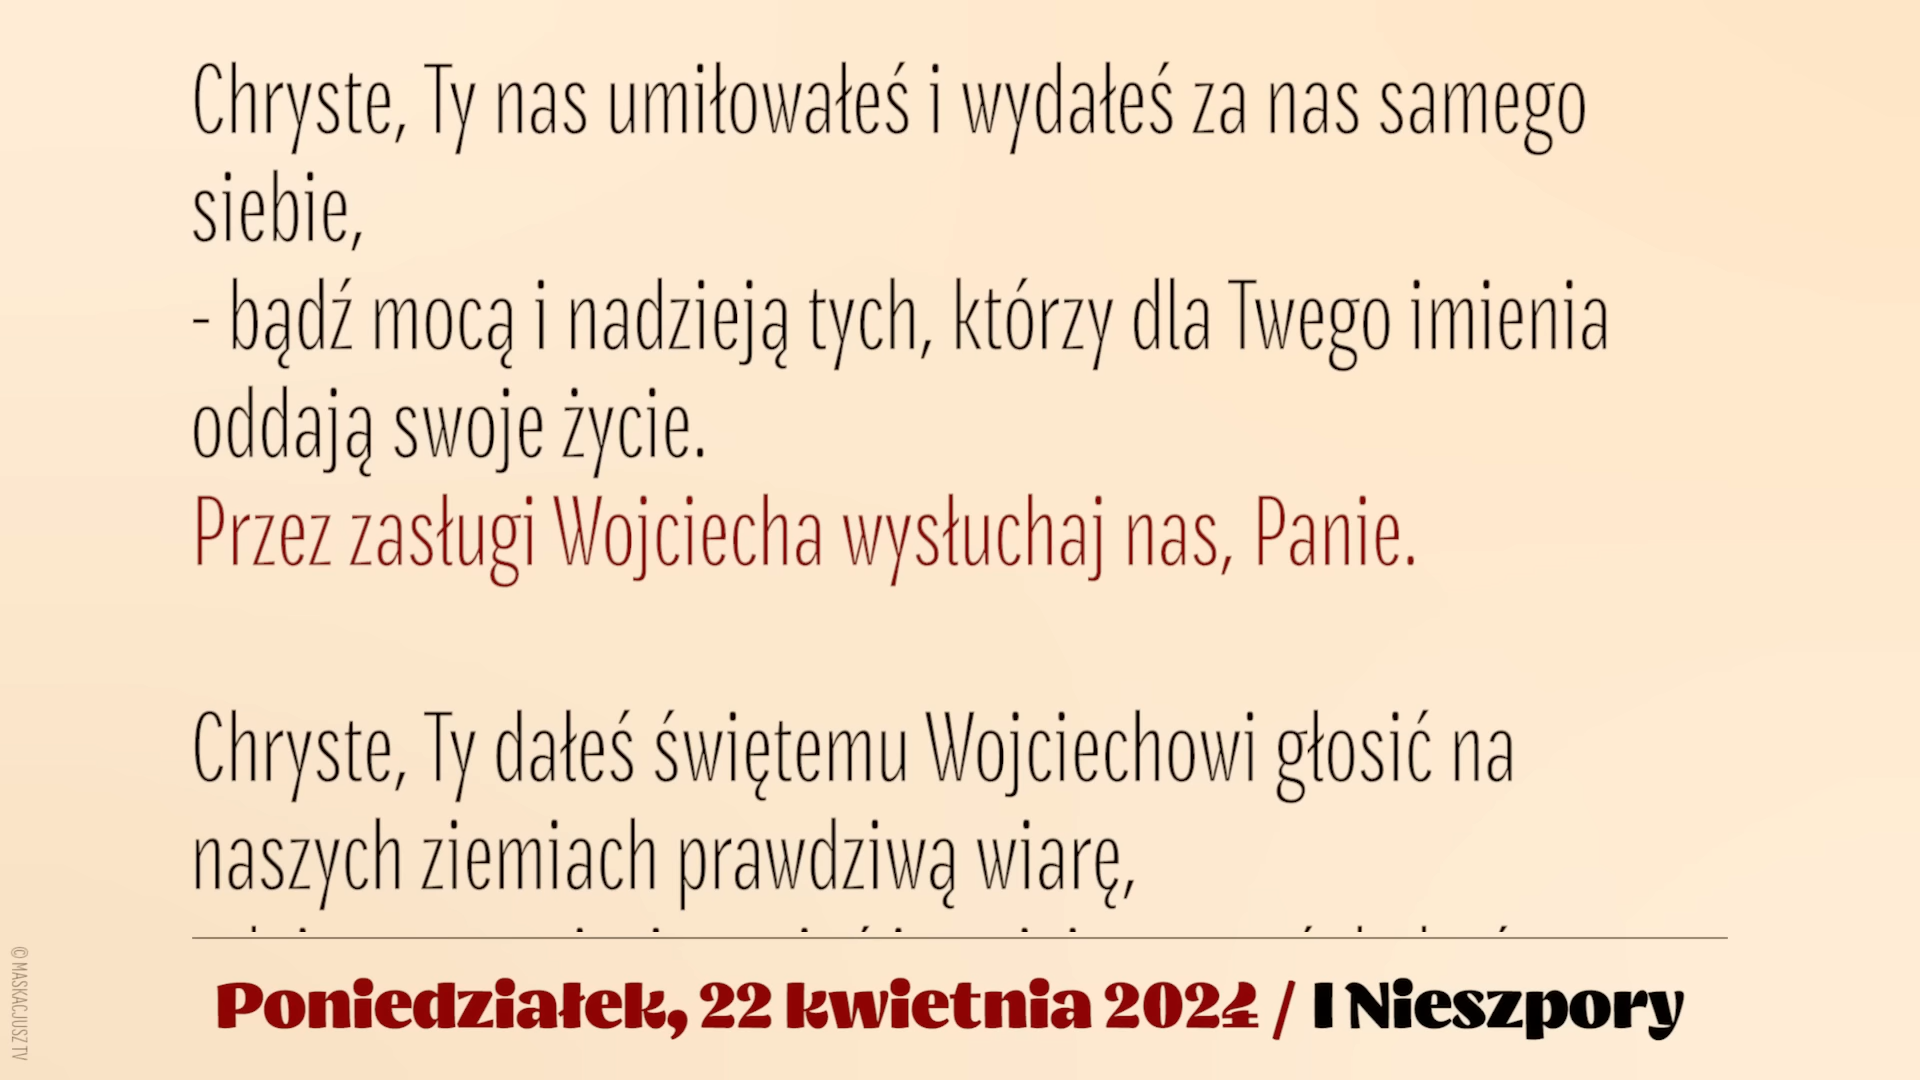 Chryste, Ty nas umiłowałeś i wydałeś za nas samego
siebie,
- bądź mocą i nadzieją tych, którzy dla Twego imienia
oddają swoje życie.
Przez zasługi Wojciecha wysłuchaj nas, Panie.
Chryste, Ty dałeś świętemu Wojciechowi głosić na
naszych ziemiach prawdziwą wiarę,
Poniedziałek, 22 kwietnia 2024 / I Nieszpory
© MASKACJUSZ TV